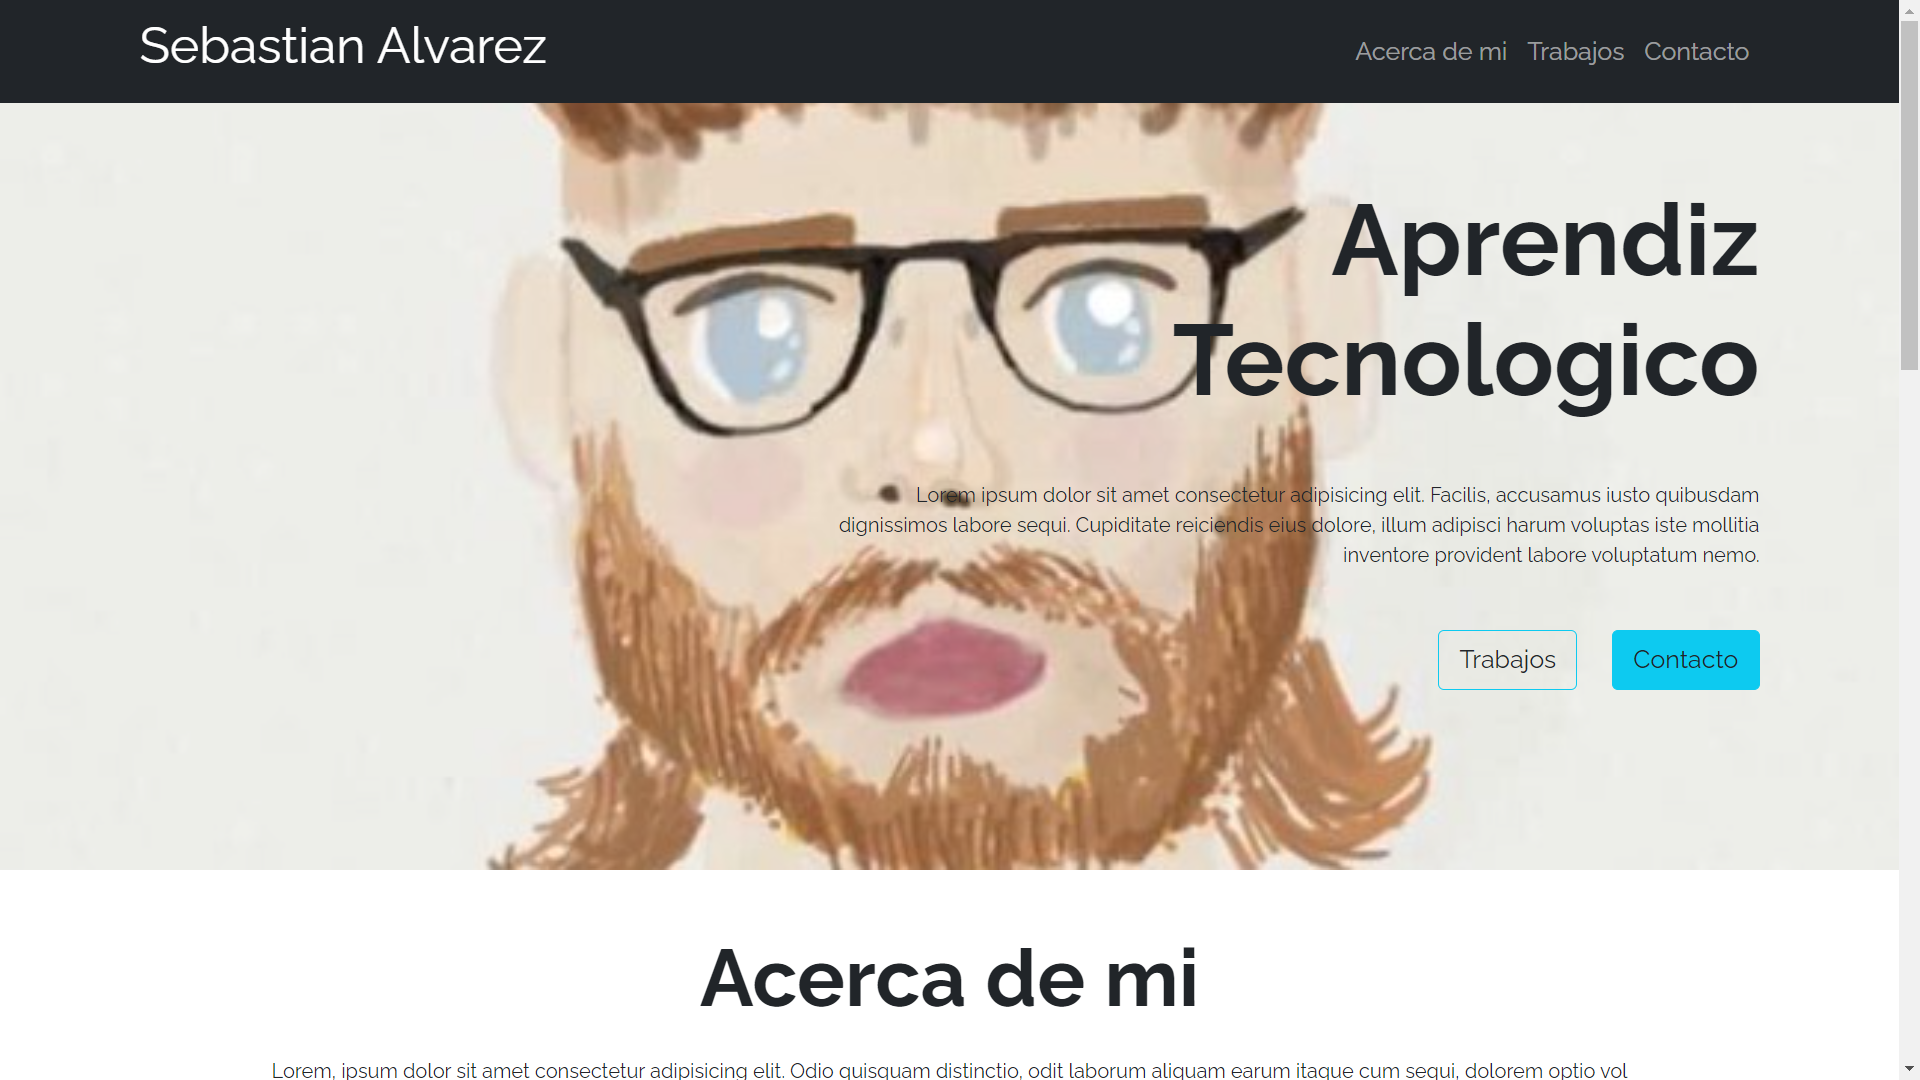 Sebastian Alvarez
Acerca de mi Trabajos Contacto
Aprendiz
Tecnologico
Lorem ipsum dolor sit amet consectetur adipisicing elit. Facilis, accusamus iusto quibusdam
dignissimos labore sequi. Cupiditate reiciendis eius dolore, illum adipisci harum voluptas iste mollitia
inventore provident labore voluptatum nemo.
Trabajos Contacto
Acerca de mi
Lorem, ipsum dolor sit amet consectetur adipisicing elit. Odio quisquam distinctio, odit laborum aliquam earum itaque cum sequi, dolorem optio vol